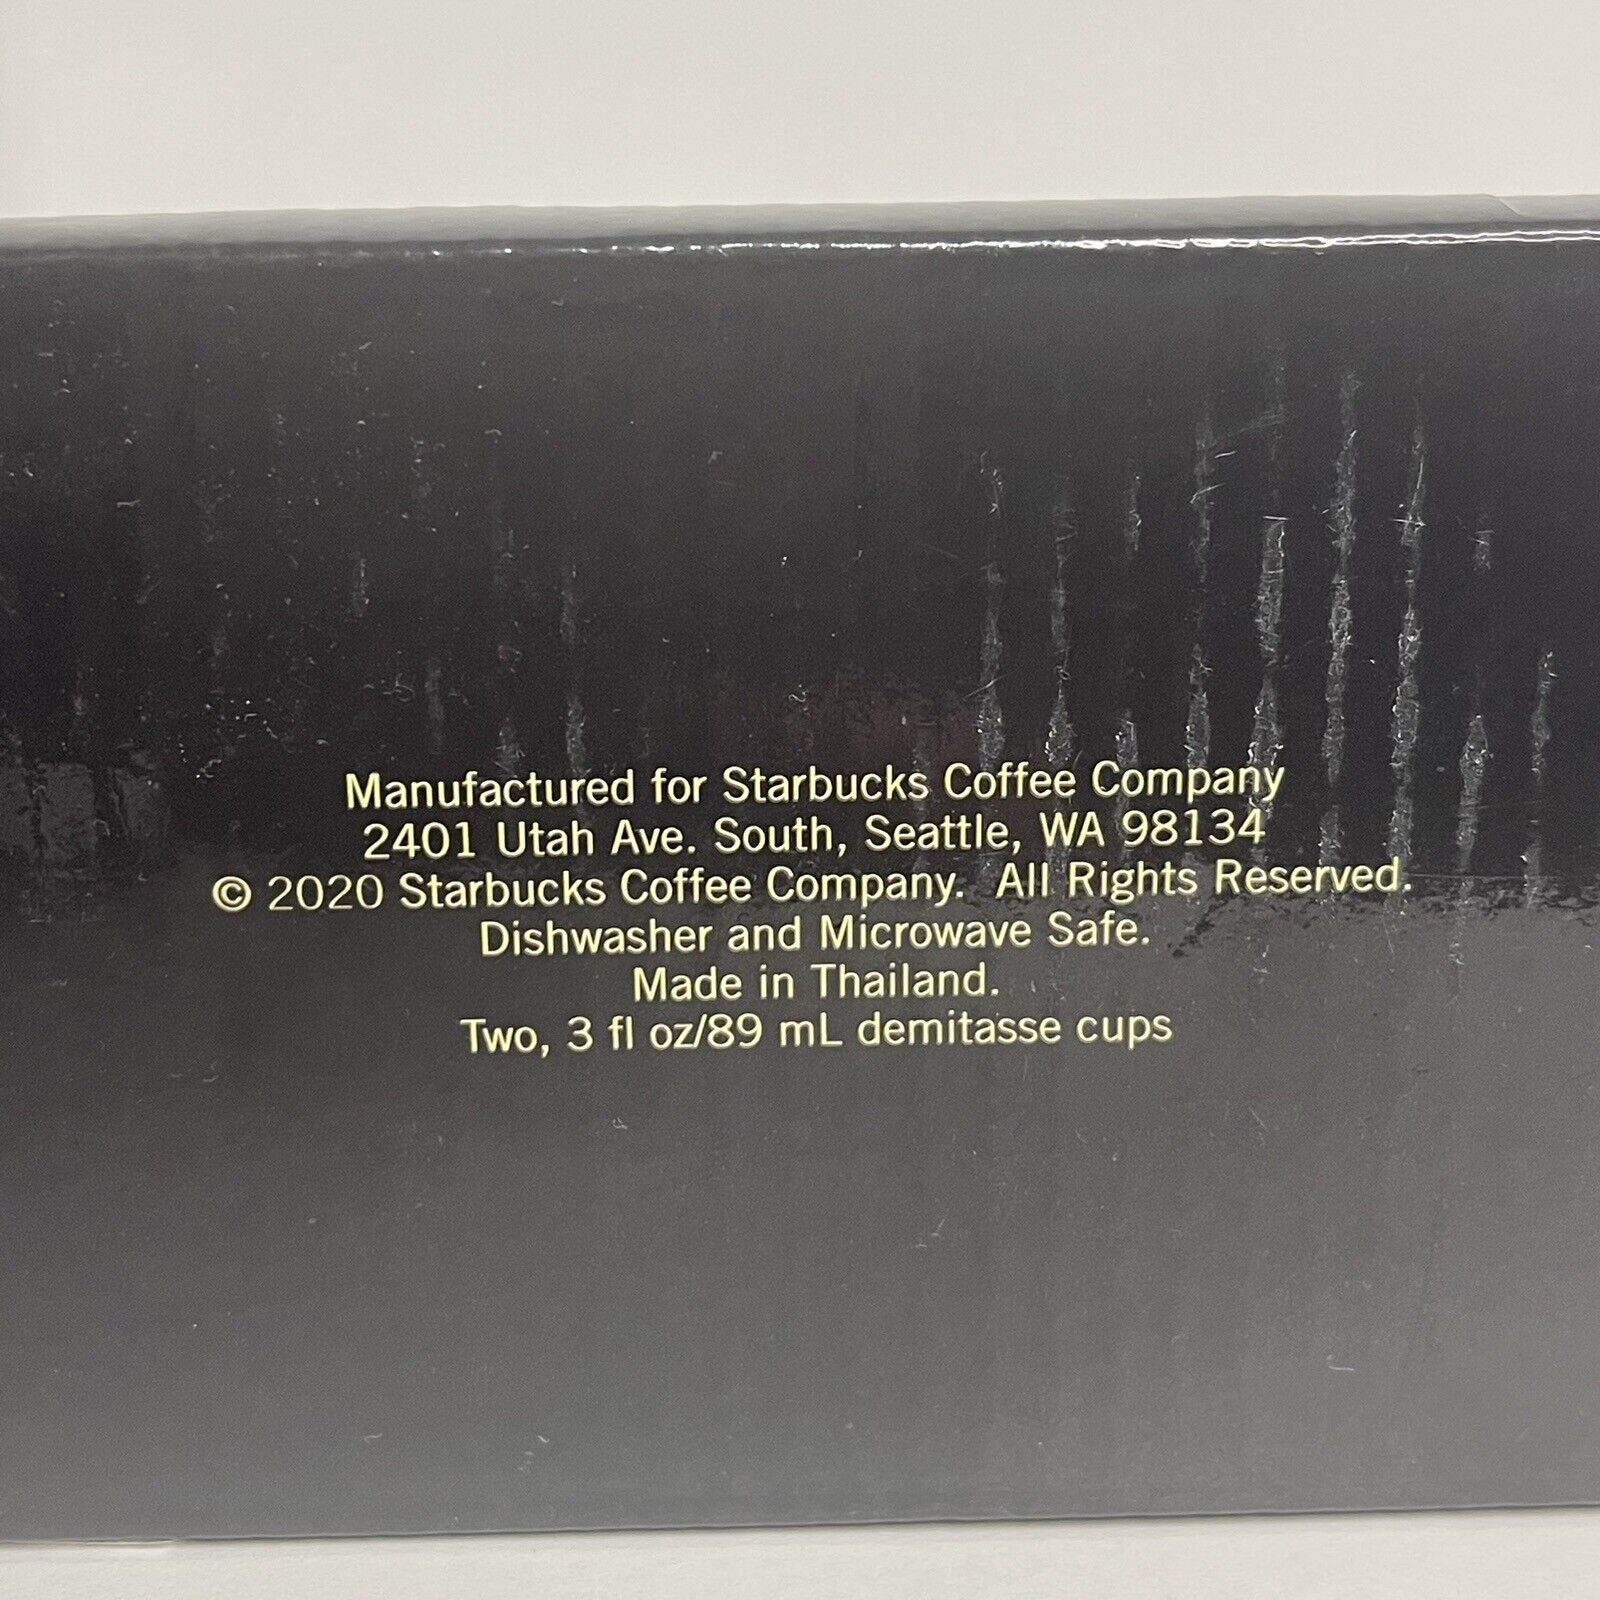 Manufactured for Starbucks Coffee Company
2401 Utah Ave. South, Seattle, WA 98134
© 2020 Starbucks Coffee Company. All Rights Reserved.
Dishwasher and Microwave Safe.
Made in Thailand.
Two, 3 fl oz/89 mL demitasse cups